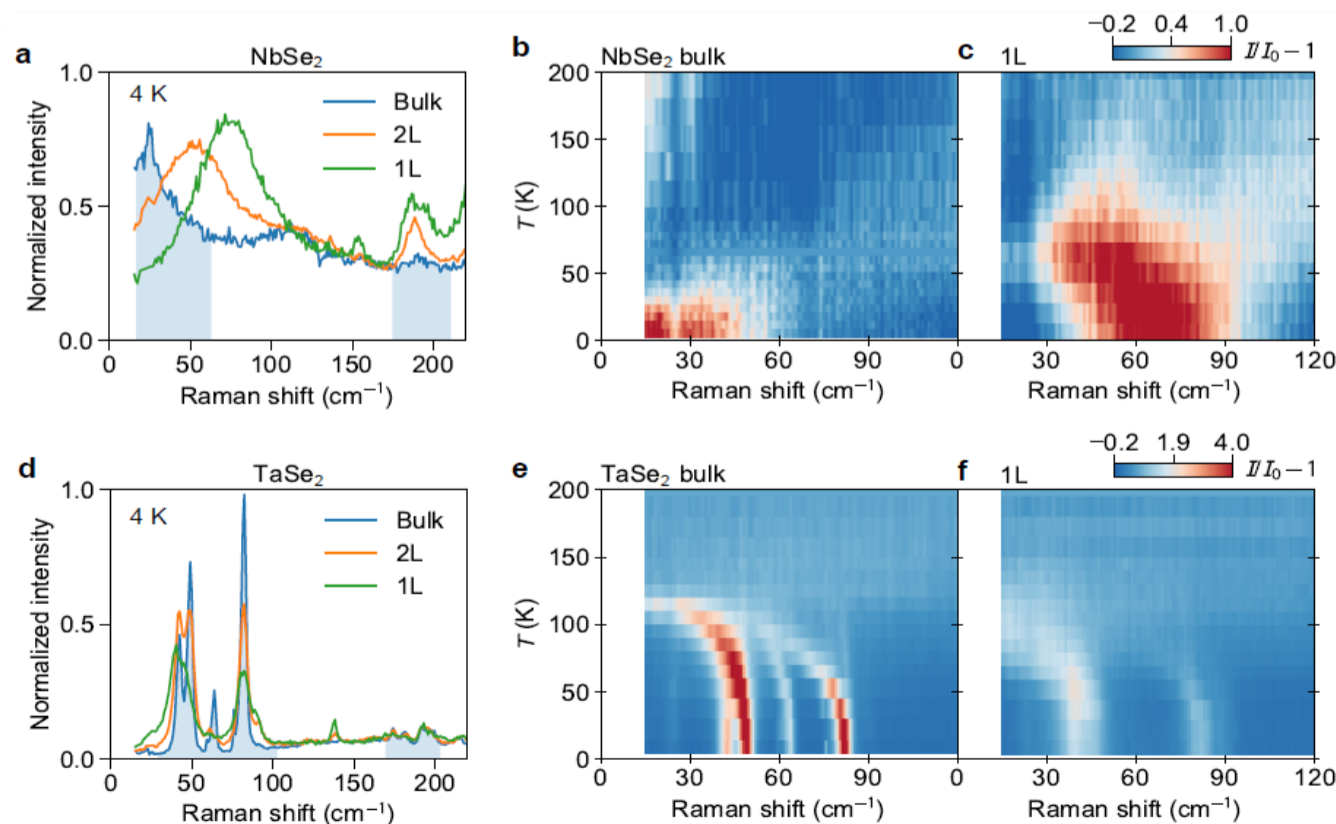 a
NbSe₂
4 K
Bulk
2L
1L
1.0
0.5
0.0
Normalized intensity
0 50 100 150 200
Raman shift (cm⁻¹)
b
NbSe₂ bulk
200
150
100
50
0
T (K)
0 30 60 90 0
Raman shift (cm⁻¹)
c
1L
−0.2 0.4 1.0
I/I₀ − 1
30 60 90 120
Raman shift (cm⁻¹)
d
TaSe₂
4 K
Bulk
2L
1L
1.0
0.5
0.0
Normalized intensity
0 50 100 150 200
Raman shift (cm⁻¹)
e
TaSe₂ bulk
200
150
100
50
0
T (K)
0 30 60 90 0
Raman shift (cm⁻¹)
f
1L
−0.2 1.9 4.0
I/I₀ − 1
30 60 90 120
Raman shift (cm⁻¹)